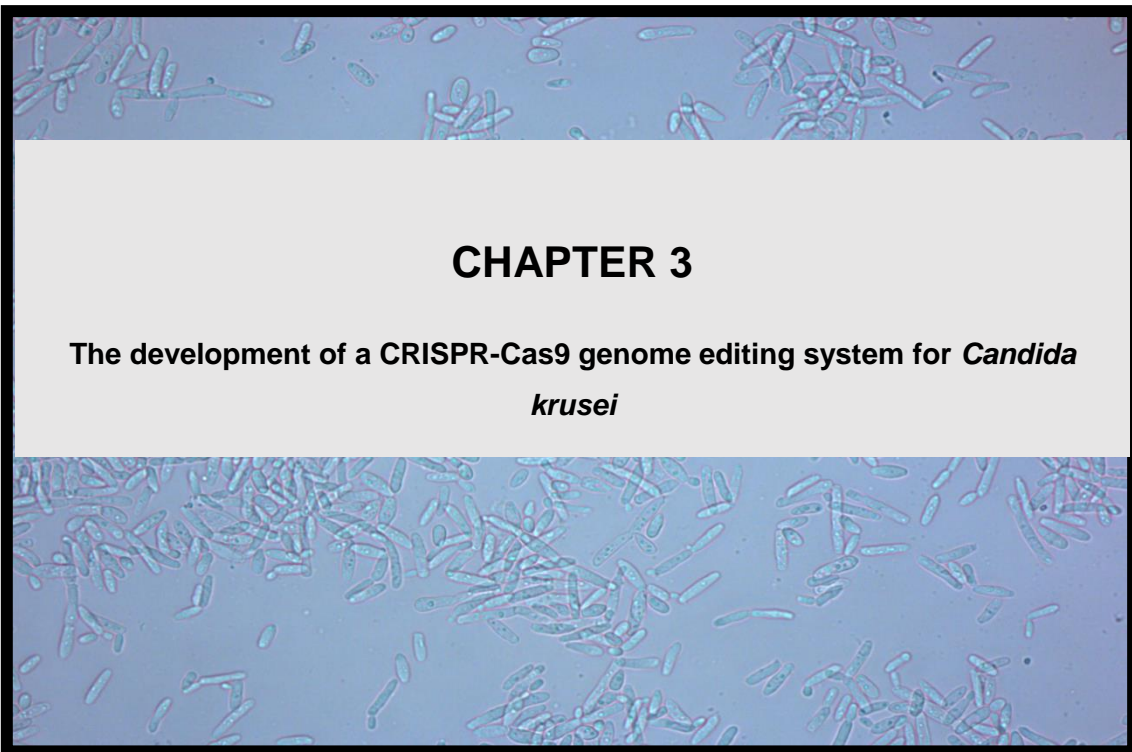 CHAPTER 3
The development of a CRISPR-Cas9 genome editing system for Candida
krusei